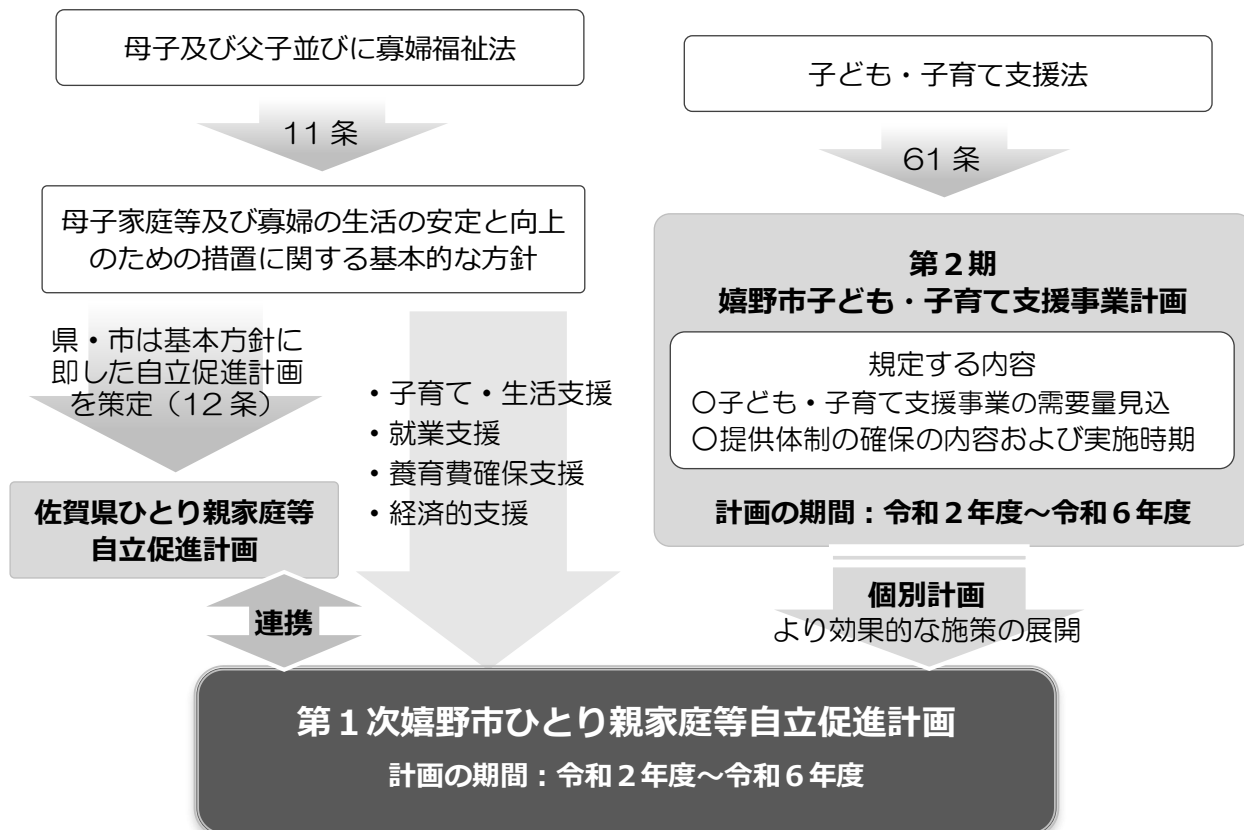 母子及び父子並びに寡婦福祉法
11 条
母子家庭等及び寡婦の生活の安定と向上
のための措置に関する基本的な方針
県・市は基本方針に
即した自立促進計画
を策定（12 条）
・子育て・生活支援
・就業支援
・養育費確保支援
・経済的支援
佐賀県ひとり親家庭等
自立促進計画
連携
子ども・子育て支援法
61 条
第２期
嬉野市子ども・子育て支援事業計画
規定する内容
〇子ども・子育て支援事業の需要量見込
〇提供体制の確保の内容および実施時期
計画の期間：令和２年度～令和６年度
個別計画
より効果的な施策の展開
第１次嬉野市ひとり親家庭等自立促進計画
計画の期間：令和２年度～令和６年度